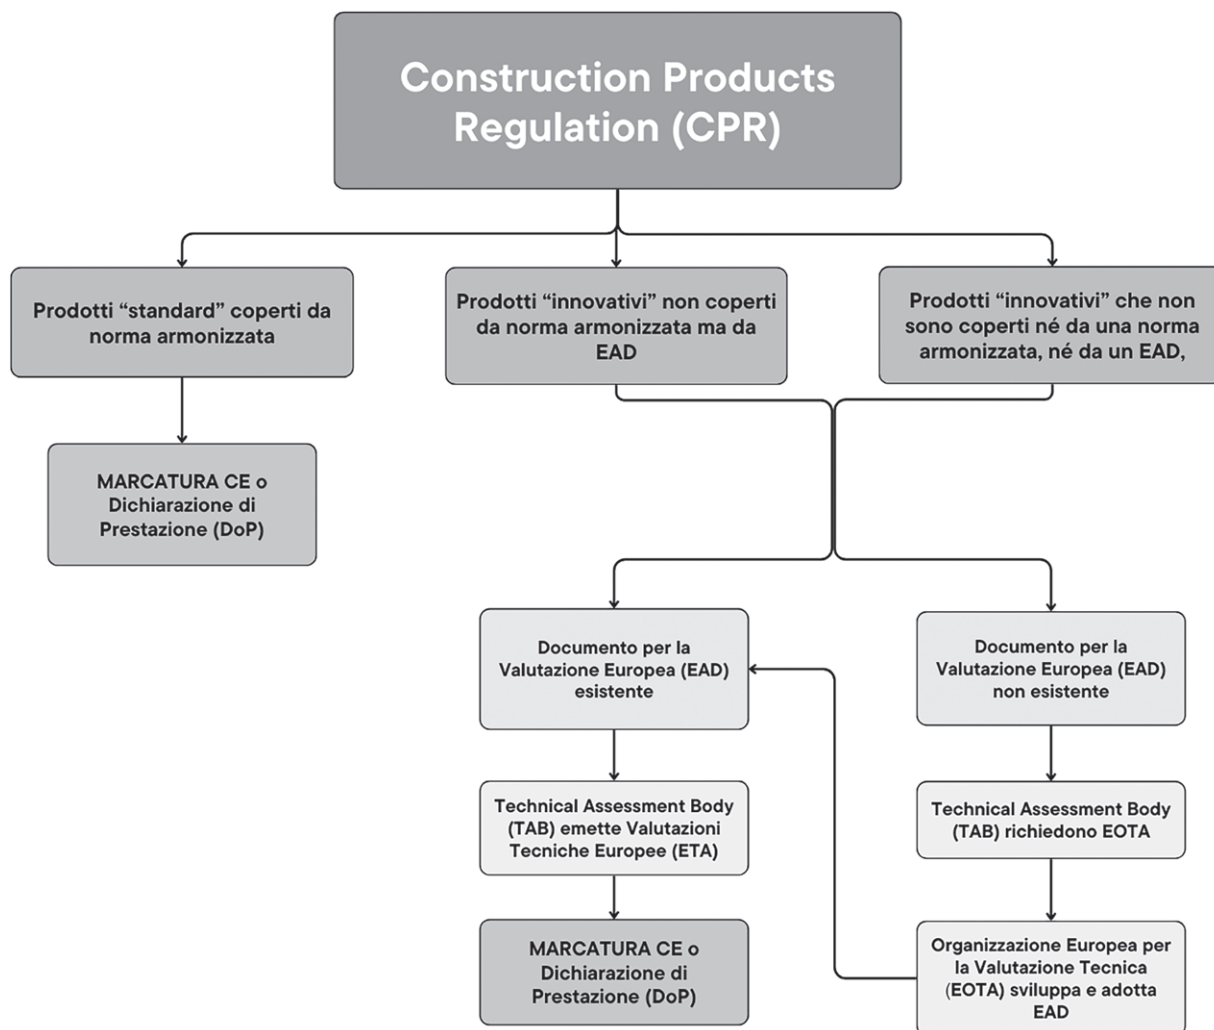 Construction Products
Regulation (CPR)
Prodotti “standard” coperti da
norma armonizzata
Prodotti “innovativi” non coperti
da norma armonizzata ma da
EAD
Prodotti “innovativi” che non
sono coperti né da una norma
armonizzata, né da un EAD,
MARCATURA CE o
Dichiarazione di
Prestazione (DoP)
Documento per la
Valutazione Europea (EAD)
esistente
Documento per la
Valutazione Europea (EAD)
non esistente
Technical Assessment Body
(TAB) emette Valutazioni
Tecniche Europee (ETA)
Technical Assessment Body
(TAB) richiedono EOTA
MARCATURA CE o
Dichiarazione di
Prestazione (DoP)
Organizzazione Europea per
la Valutazione Tecnica
(EOTA) sviluppa e adotta
EAD